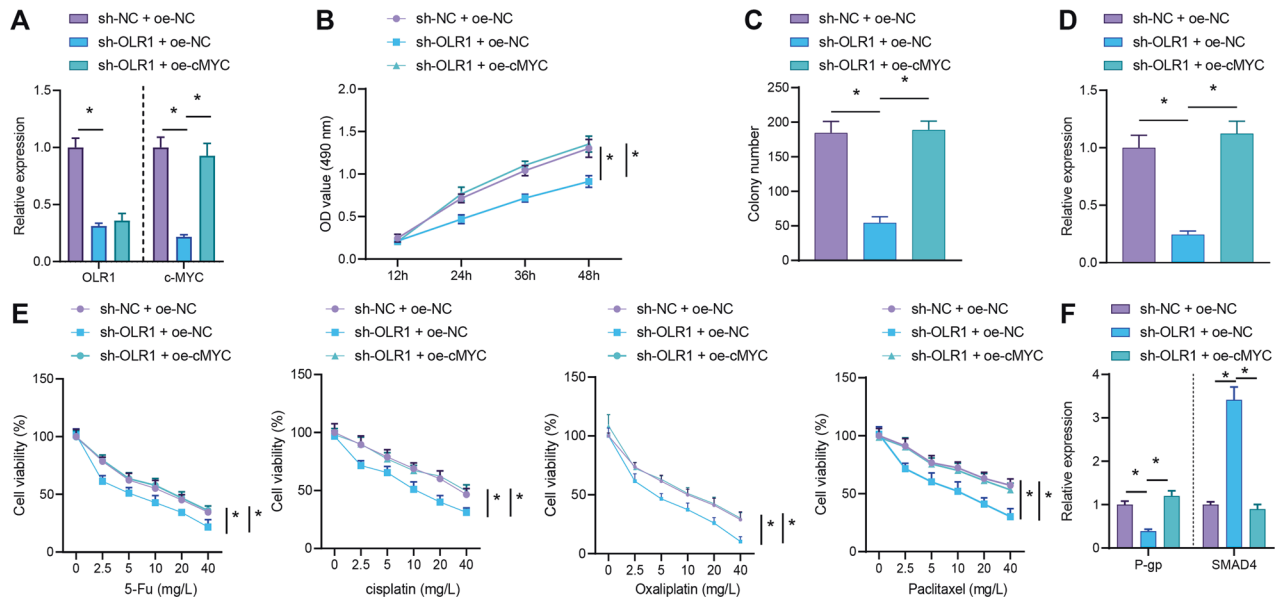 A
sh-NC + oe-NC
sh-OLR1 + oe-NC
sh-OLR1 + oe-cMYC
Relative expression
1.5
1.0
0.5
0.0
*
*
*
OLR1
c-MYC
B
sh-NC + oe-NC
sh-OLR1 + oe-NC
sh-OLR1 + oe-cMYC
OD value (490 nm)
2.0
1.5
1.0
0.5
0.0
*
*
12h
24h
36h
48h
C
sh-NC + oe-NC
sh-OLR1 + oe-NC
sh-OLR1 + oe-cMYC
Colony number
250
200
150
100
50
0
*
*
D
sh-NC + oe-NC
sh-OLR1 + oe-NC
sh-OLR1 + oe-cMYC
Relative expression
1.5
1.0
0.5
0.0
*
*
E
sh-NC + oe-NC
sh-OLR1 + oe-NC
sh-OLR1 + oe-cMYC
Cell viability (%)
150
100
50
0
*
*
0 2.5 5 10 20 40
5-Fu (mg/L)
sh-NC + oe-NC
sh-OLR1 + oe-NC
sh-OLR1 + oe-cMYC
Cell viability (%)
150
100
50
0
*
*
0 2.5 5 10 20 40
cisplatin (mg/L)
sh-NC + oe-NC
sh-OLR1 + oe-NC
sh-OLR1 + oe-cMYC
Cell viability (%)
150
100
50
0
*
*
0 2.5 5 10 20 40
Oxaliplatin (mg/L)
sh-NC + oe-NC
sh-OLR1 + oe-NC
sh-OLR1 + oe-cMYC
Cell viability (%)
150
100
50
0
*
*
0 2.5 5 10 20 40
Paclitaxel (mg/L)
F
sh-NC + oe-NC
sh-OLR1 + oe-NC
sh-OLR1 + oe-cMYC
Relative expression
4
3
2
1
0
*
*
*
*
P-gp
SMAD4